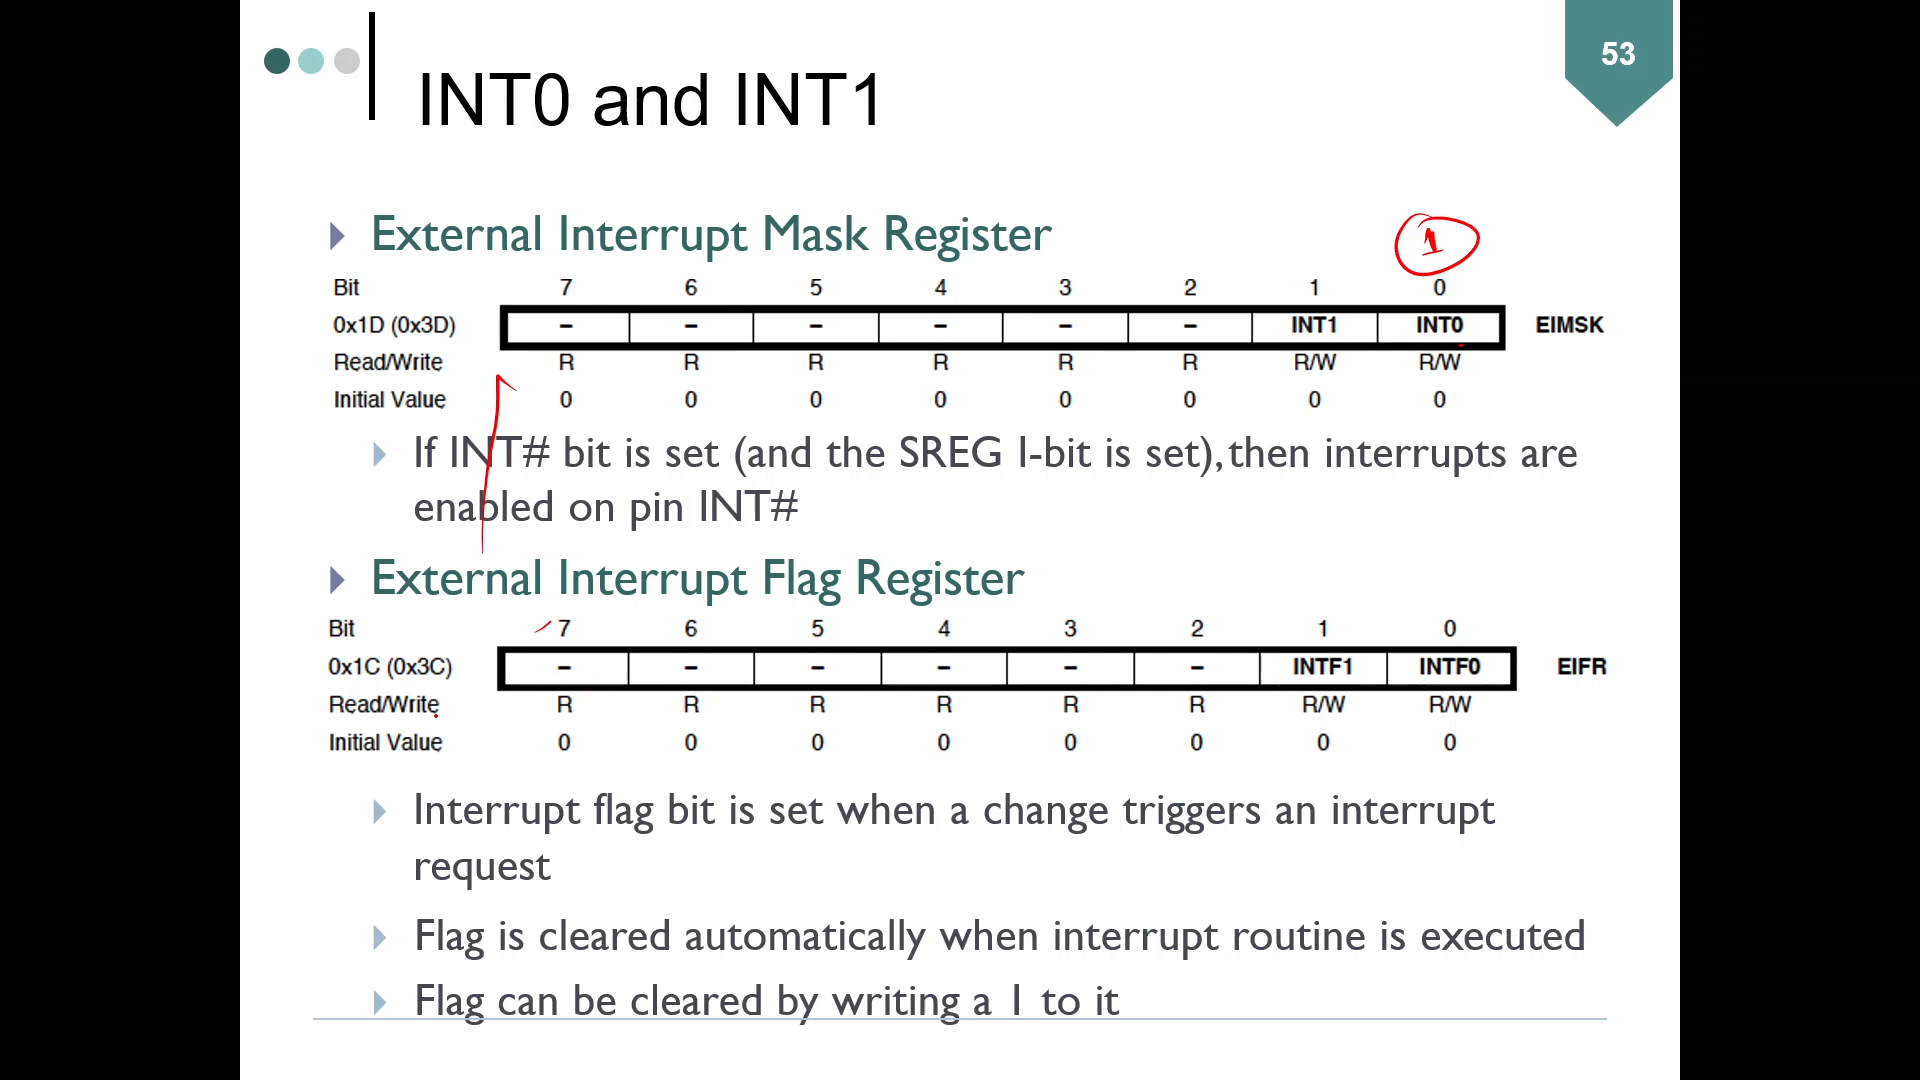 53
INT0 and INT1
External Interrupt Mask Register
1
Bit 7 6 5 4 3 2 1 0
0x1D (0x3D) – – – – – – INT1 INT0 EIMSK
Read/Write R R R R R R R/W R/W
Initial Value 0 0 0 0 0 0 0 0
If INT# bit is set (and the SREG I-bit is set), then interrupts are
enabled on pin INT#
External Interrupt Flag Register
Bit 7 6 5 4 3 2 1 0
0x1C (0x3C) – – – – – – INTF1 INTF0 EIFR
Read/Write R R R R R R R/W R/W
Initial Value 0 0 0 0 0 0 0 0
Interrupt flag bit is set when a change triggers an interrupt
request
Flag is cleared automatically when interrupt routine is executed
Flag can be cleared by writing a 1 to it